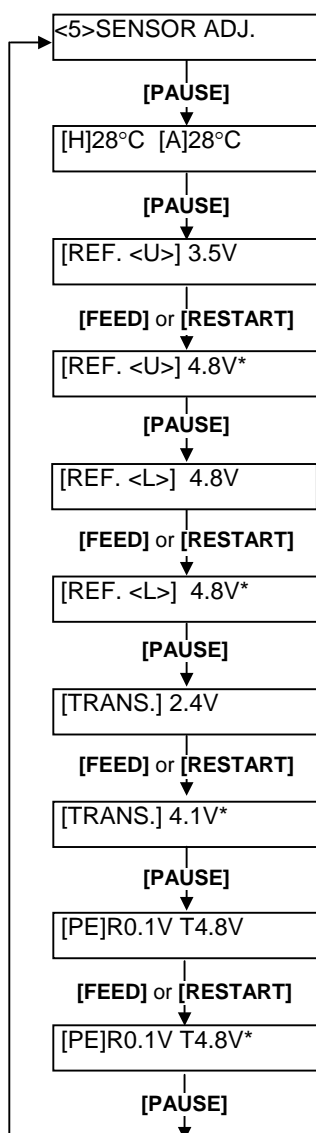 <5>SENSOR ADJ.
[PAUSE]
[H]28°C [A]28°C
[PAUSE]
[REF. <U>] 3.5V
[FEED] or [RESTART]
[REF. <U>] 4.8V*
[PAUSE]
[REF. <L>] 4.8V
[FEED] or [RESTART]
[REF. <L>] 4.8V*
[PAUSE]
[TRANS.] 2.4V
[FEED] or [RESTART]
[TRANS.] 4.1V*
[PAUSE]
[PE]R0.1V T4.8V
[FEED] or [RESTART]
[PE]R0.1V T4.8V*
[PAUSE]